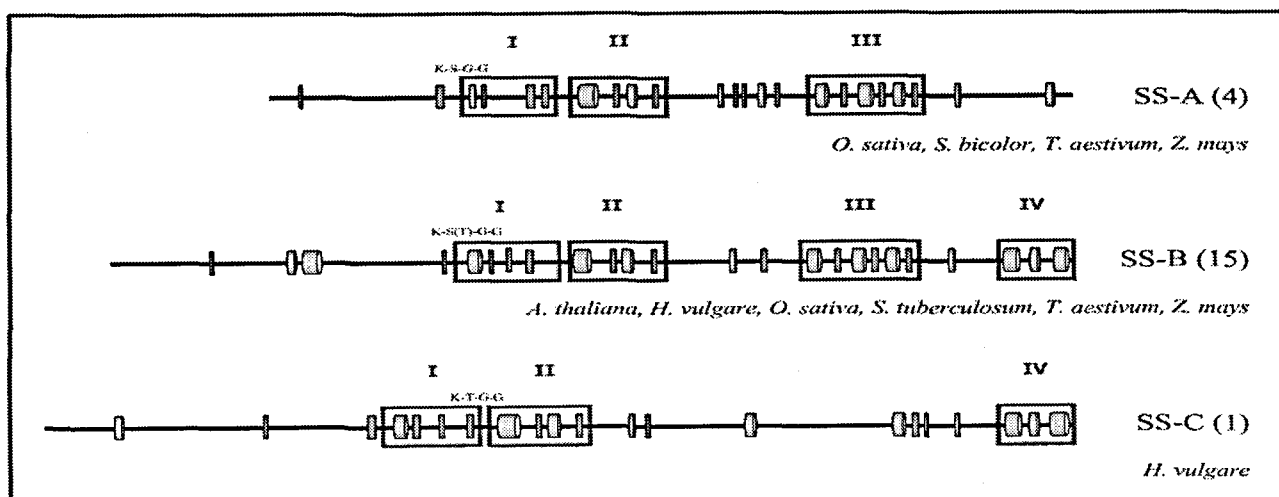 I II III
K-S-G-G
SS-A (4)
O. sativa, S. bicolor, T. aestivum, Z. mays
I II III IV
K-S(T)-G-G
SS-B (15)
A. thaliana, H. vulgare, O. sativa, S. tuberculosum, T. aestivum, Z. mays
I II IV
K-T-G-G
SS-C (1)
H. vulgare